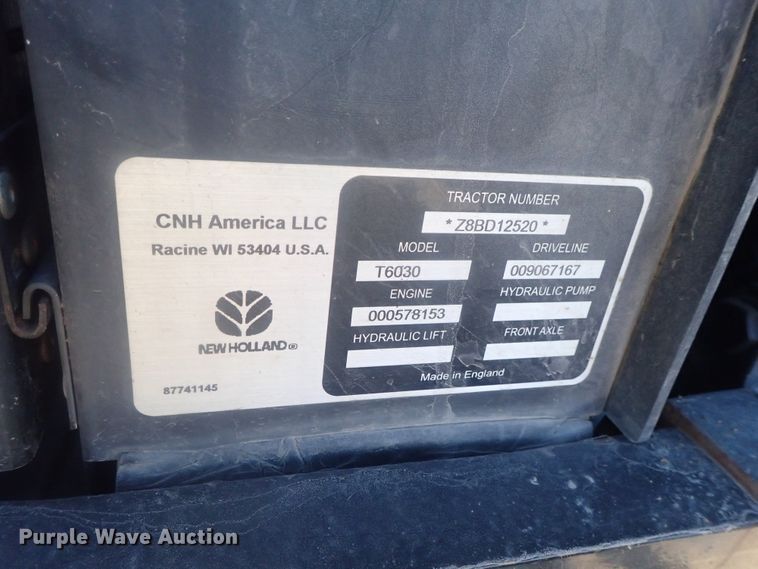 CNH America LLC
Racine WI 53404 U.S.A.
NEW HOLLAND®
87741145
TRACTOR NUMBER
*Z8BD12520*
MODEL DRIVELINE
T6030 009067167
ENGINE HYDRAULIC PUMP
000578153
HYDRAULIC LIFT FRONT AXLE
Made in England
Purple Wave Auction